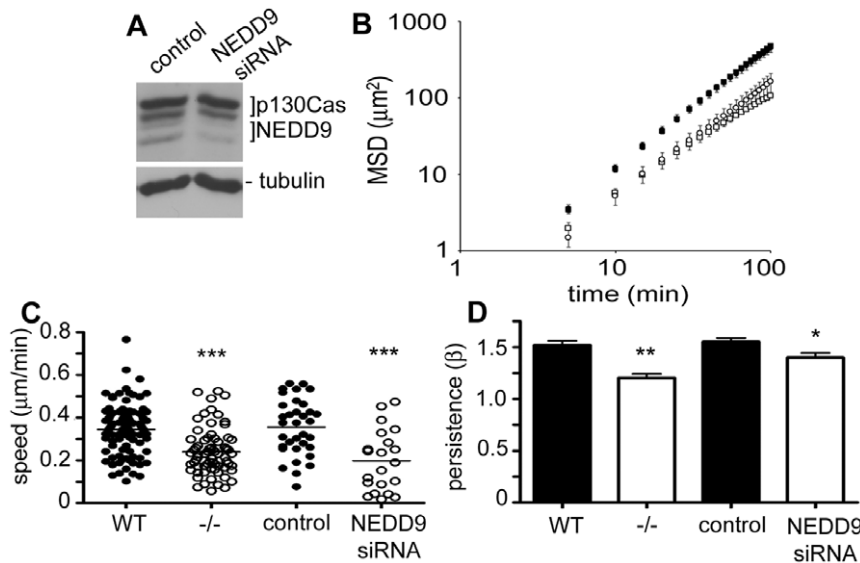 A
control
NEDD9
siRNA
]p130Cas
]NEDD9
- tubulin
B
1000
100
10
1
MSD (µm²)
1 10 100
time (min)
C
0.8
0.6
0.4
0.2
0
speed (µm/min)
*** ***
WT -/- control NEDD9
siRNA
D
1.5
1.0
1.5
0.0
persistence (β)
** *
WT -/- control NEDD9
siRNA